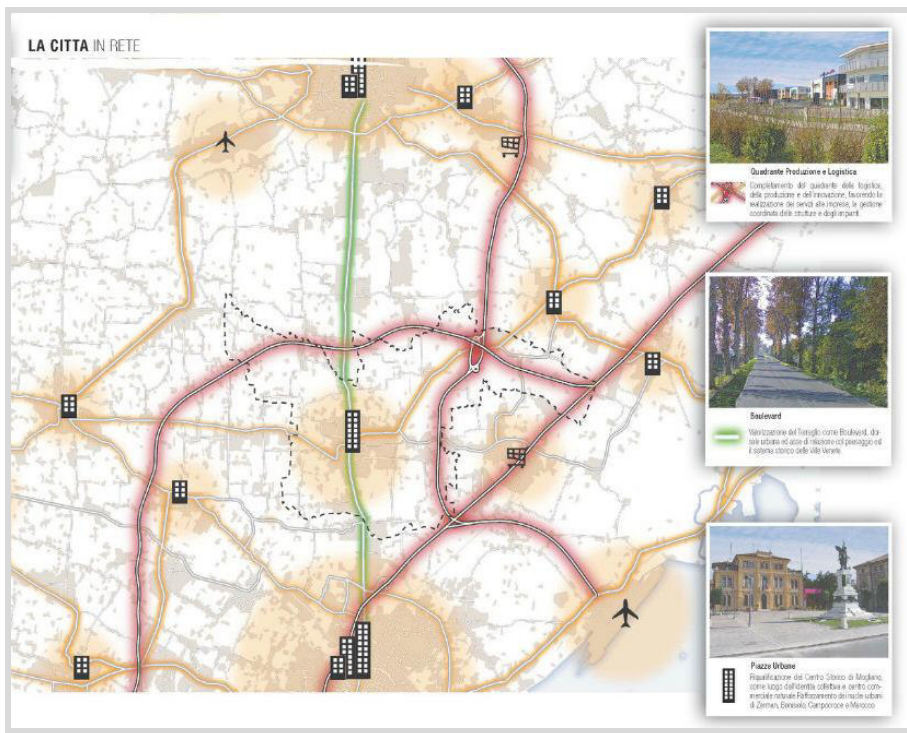 LA CITTA IN RETE
Quadrante Produzione e Logistica
Completamento del quadrante della logistica,
della produzione e dell'innovazione, favorendo la
realizzazione dei servizi alle imprese, la gestione
coordinata delle strutture e degli impianti
Boulevard
Valorizzazione del Terraglio come Boulevard, dor-
sale urbana ed asse di relazione col paesaggio ed
il sistema storico delle Ville Venete
Piazze Urbane
Riqualificazione del Centro Storico di Mogliano,
come luogo dell'identità collettiva e centro com-
merciale naturale Rafforzamento dei nuclei urbani
di Zerman, Bonisiolo, Campocroce e Marocco